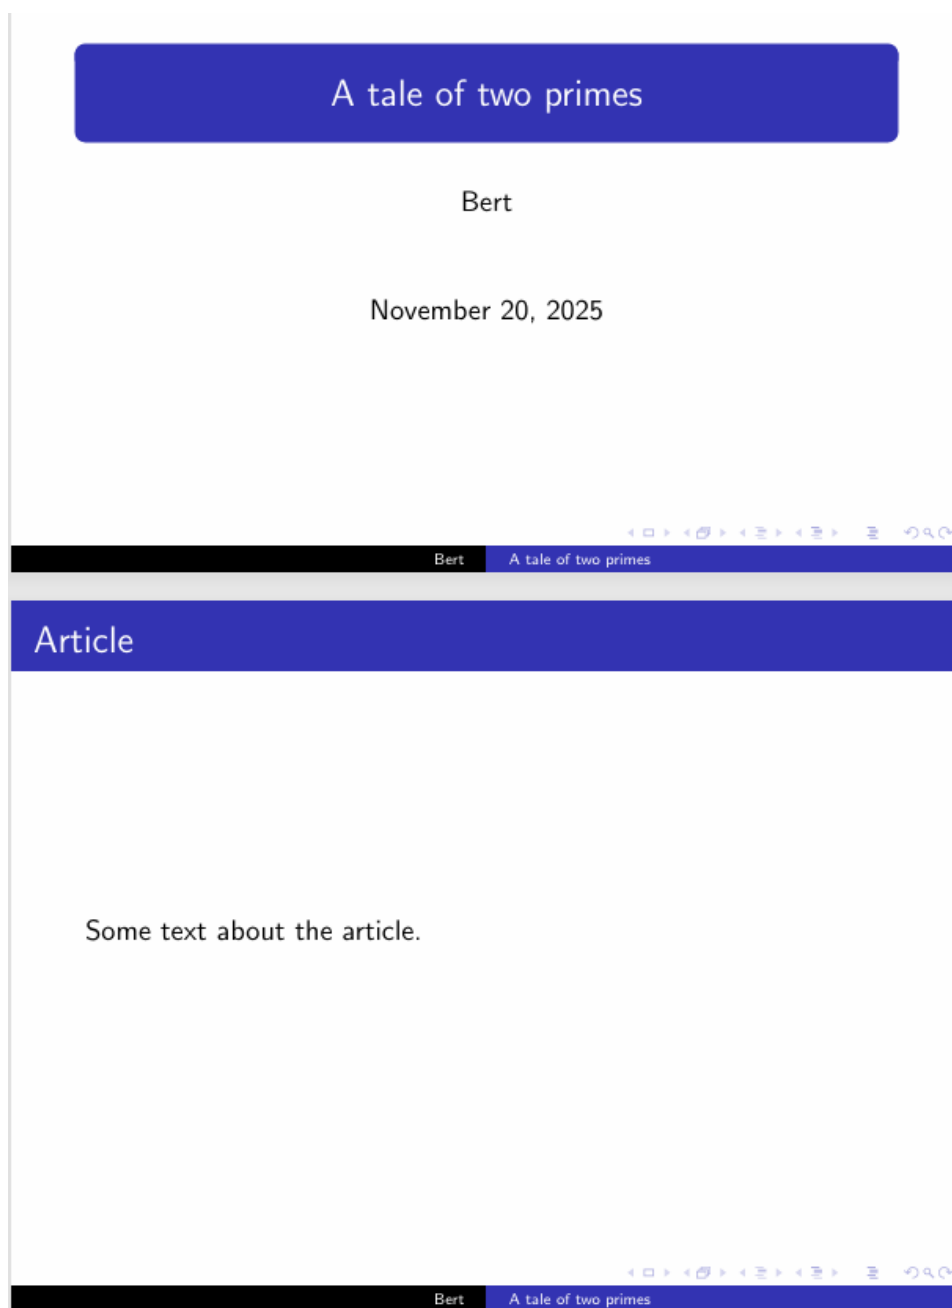 A tale of two primes
Bert
November 20, 2025
Bert A tale of two primes
Article
Some text about the article.
Bert A tale of two primes